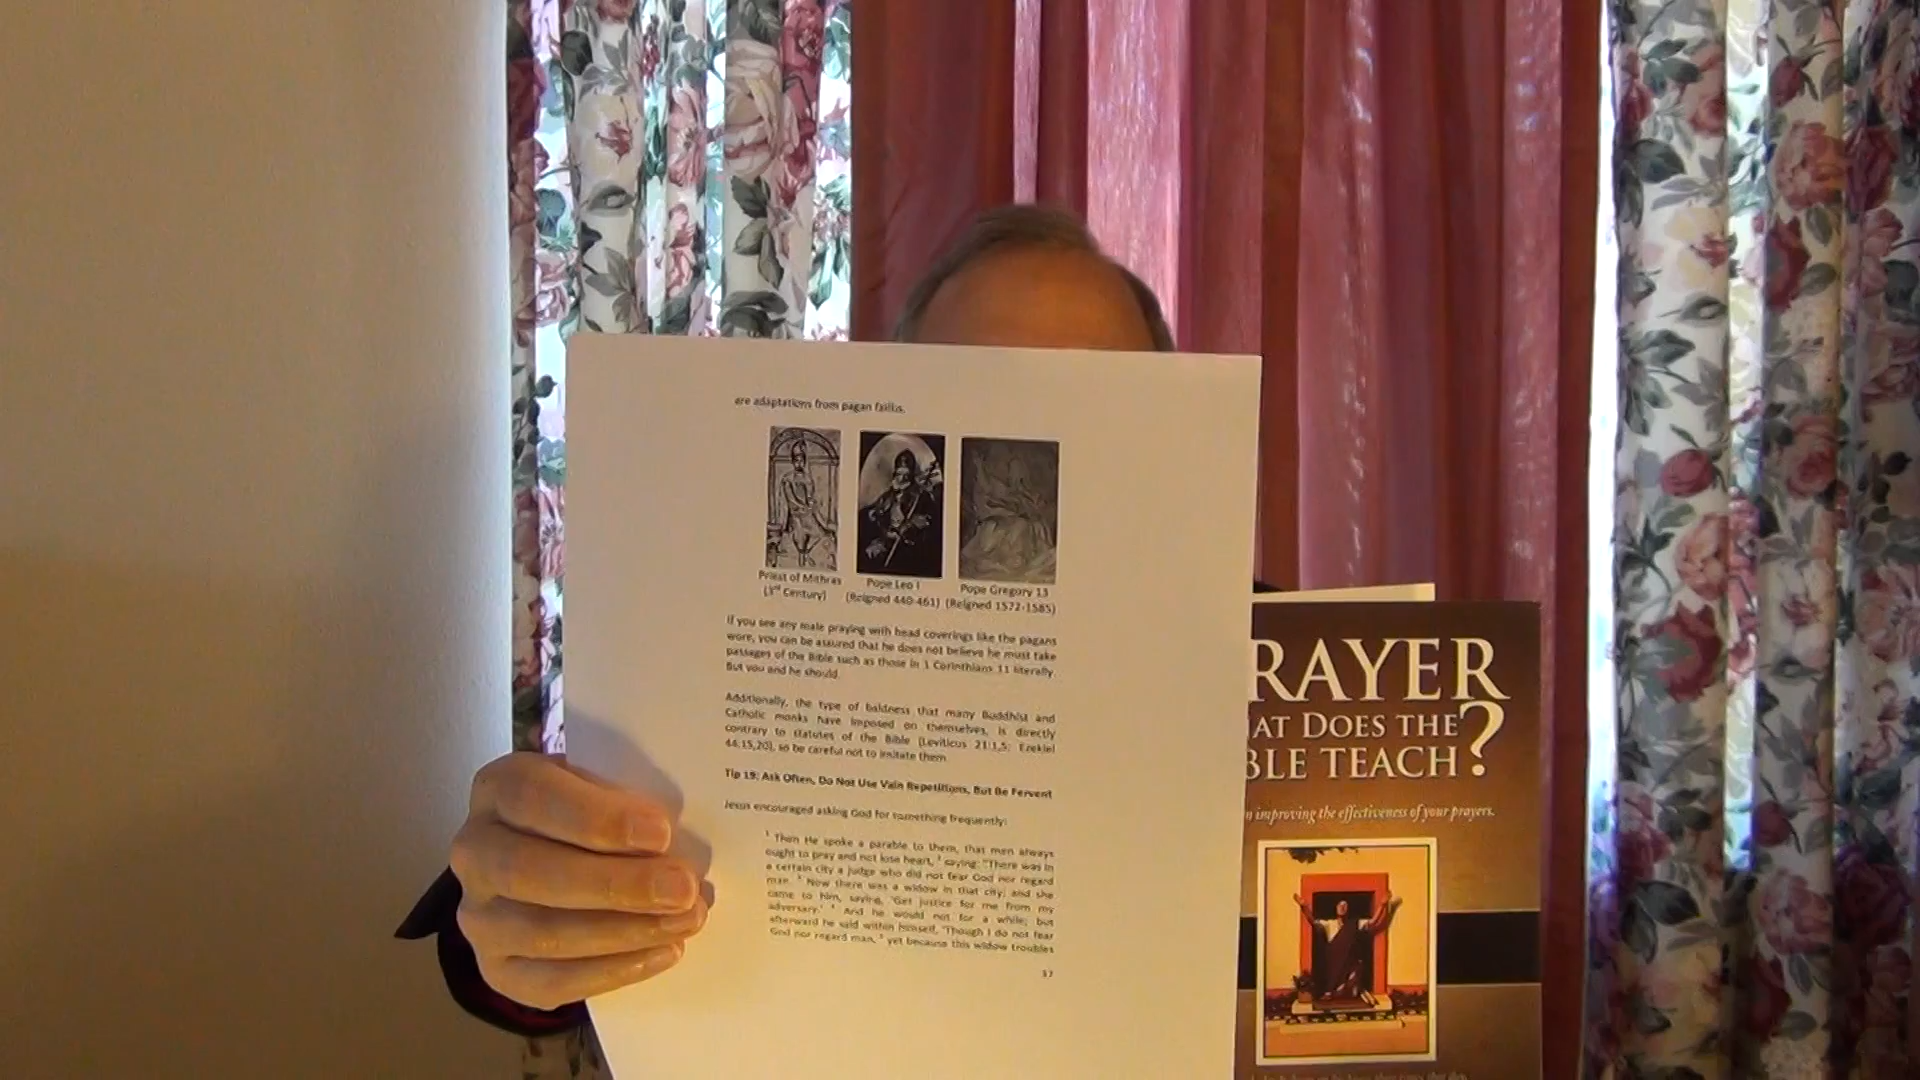 are adaptations from pagan faiths.
Priest of Mithras
(3rd Century)
Pope Leo I
(Reigned 440-461)
Pope Gregory 13
(Reigned 1572-1585)
If you see any male praying with head coverings like the pagans
wore, you can be assured that he does not believe he must take
passages of the Bible such as those in 1 Corinthians 11 literally.
But you and he should.
Additionally, the type of baldness that many Buddhist and
Catholic monks have imposed on themselves, is directly
contrary to statutes of the Bible (Leviticus 21:1,5; Ezekiel
44:15,20), so be careful not to imitate them.
Tip 19: Ask Often, Do Not Use Vain Repetitions, But Be Fervent
Jesus encouraged asking God for something frequently:
1 Then He spoke a parable to them, that men always
ought to pray and not lose heart, 2 saying: "There was in
a certain city a judge who did not fear God nor regard
man. 3 Now there was a widow in that city; and she
came to him, saying, 'Get justice for me from my
adversary.' 4 And he would not for a while; but
afterward he said within himself, 'Though I do not fear
God nor regard man, 5 yet because this widow troubles
37
RAYER
AT DOES THE
BLE TEACH?
n improving the effectiveness of your prayers.